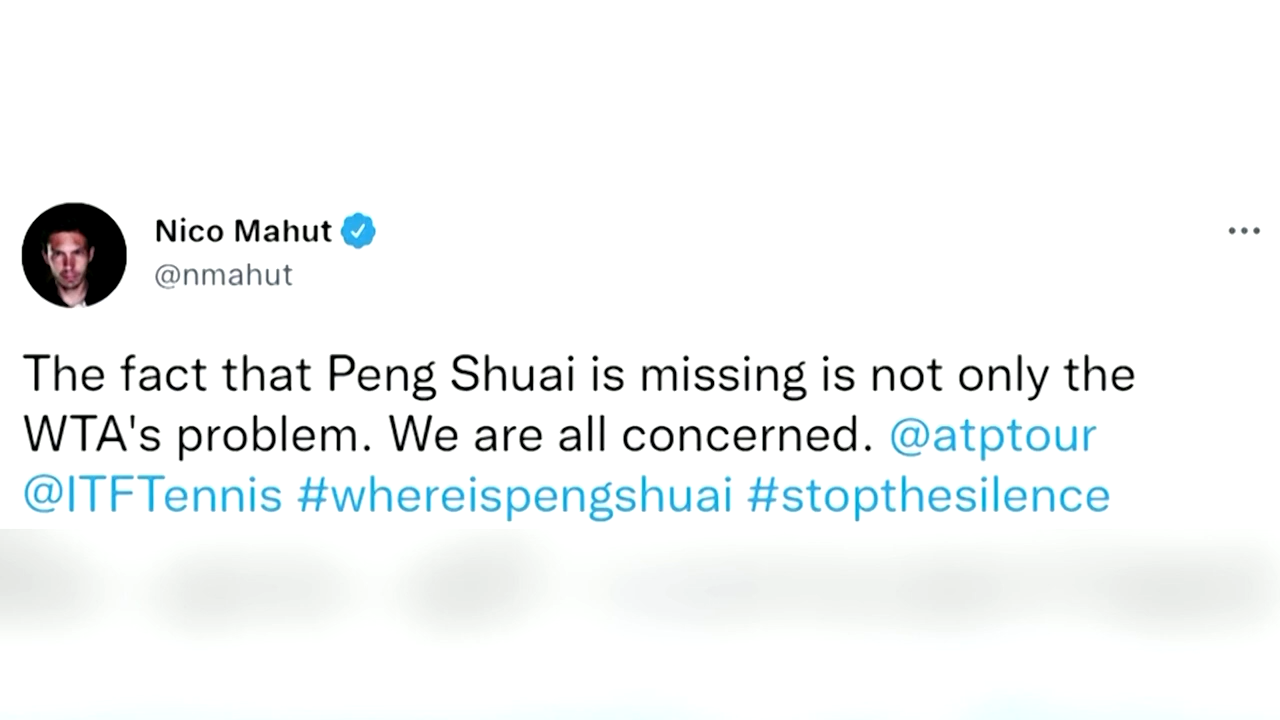 Nico Mahut
@nmahut
The fact that Peng Shuai is missing is not only the
WTA's problem. We are all concerned. @atptour
@ITFTennis #whereispengshuai #stopthesilence